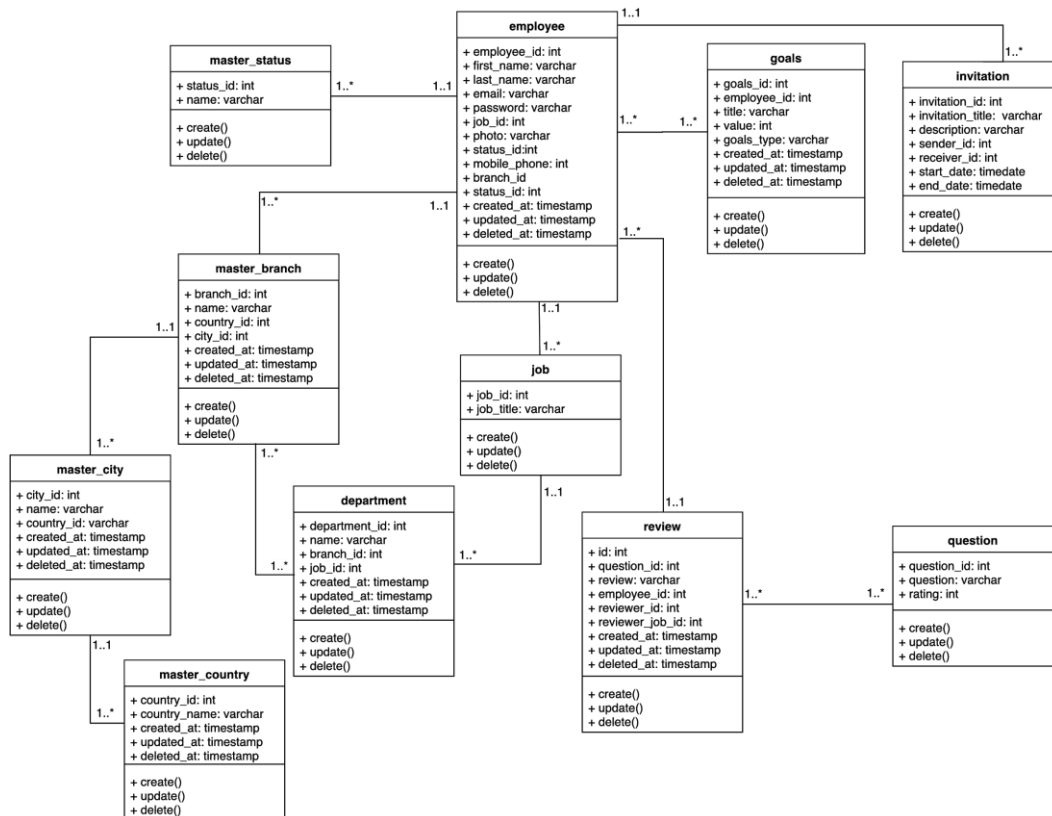 employee
+ employee_id: int
+ first_name: varchar
+ last_name: varchar
+ email: varchar
+ password: varchar
+ job_id: int
+ photo: varchar
+ status_id:int
+ mobile_phone: int
+ branch_id
+ status_id: int
+ created_at: timestamp
+ updated_at: timestamp
+ deleted_at: timestamp
+ create()
+ update()
+ delete()
1..1
1..*
master_status
+ status_id: int
+ name: varchar
+ create()
+ update()
+ delete()
1..*
1..1
goals
+ goals_id: int
+ employee_id: int
+ title: varchar
+ value: int
+ goals_type: varchar
+ created_at: timestamp
+ updated_at: timestamp
+ deleted_at: timestamp
+ create()
+ update()
+ delete()
1..*
1..*
invitation
+ invitation_id: int
+ invitation_title: varchar
+ description: varchar
+ sender_id: int
+ receiver_id: int
+ start_date: timedate
+ end_date: timedate
+ create()
+ update()
+ delete()
1..*
1..1
1..*
master_branch
+ branch_id: int
+ name: varchar
+ country_id: int
+ city_id: int
+ created_at: timestamp
+ updated_at: timestamp
+ deleted_at: timestamp
+ create()
+ update()
+ delete()
1..1
1..*
1..1
1..*
job
+ job_id: int
+ job_title: varchar
+ create()
+ update()
+ delete()
1..*
1..1
master_city
+ city_id: int
+ name: varchar
+ country_id: varchar
+ created_at: timestamp
+ updated_at: timestamp
+ deleted_at: timestamp
+ create()
+ update()
+ delete()
department
+ department_id: int
+ name: varchar
+ branch_id: int
+ job_id: int
+ created_at: timestamp
+ updated_at: timestamp
+ deleted_at: timestamp
+ create()
+ update()
+ delete()
1..*
1..*
1..1
review
+ id: int
+ question_id: int
+ review: varchar
+ employee_id: int
+ reviewer_id: int
+ reviewer_job_id: int
+ created_at: timestamp
+ updated_at: timestamp
+ deleted_at: timestamp
+ create()
+ update()
+ delete()
1..*
1..*
question
+ question_id: int
+ question: varchar
+ rating: int
+ create()
+ update()
+ delete()
1..1
1..*
master_country
+ country_id: int
+ country_name: varchar
+ created_at: timestamp
+ updated_at: timestamp
+ deleted_at: timestamp
+ create()
+ update()
+ delete()